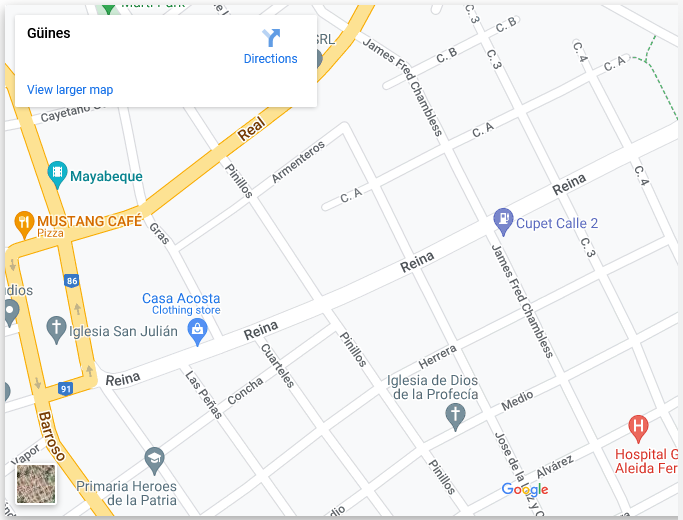 Martí Park
Güines
Directions
View larger map
SRL
Cayetano
James Fred Chambless
C. B
C. B
C. 3
C. 4
C. A
Real
C. A
Armenteros
Mayabeque
Pinillos
C. A
Reina
C. 4
MUSTANG CAFÉ
Pizza
Gras
Cupet Calle 2
C. 3
Reina
James Fred Chambless
86
Casa Acosta
Clothing store
Iglesia San Julián
Reina
Pinillos
Herrera
Cuarteles
Reina
91
Las Peñas
Concha
Iglesia de Dios
de la Profecía
Medio
Barroso
Vapor
Hospital G
Aleida Fer
Primaria Heroes
de la Patria
Pinillos
Jose de la Luz y C
Alvárez
Google